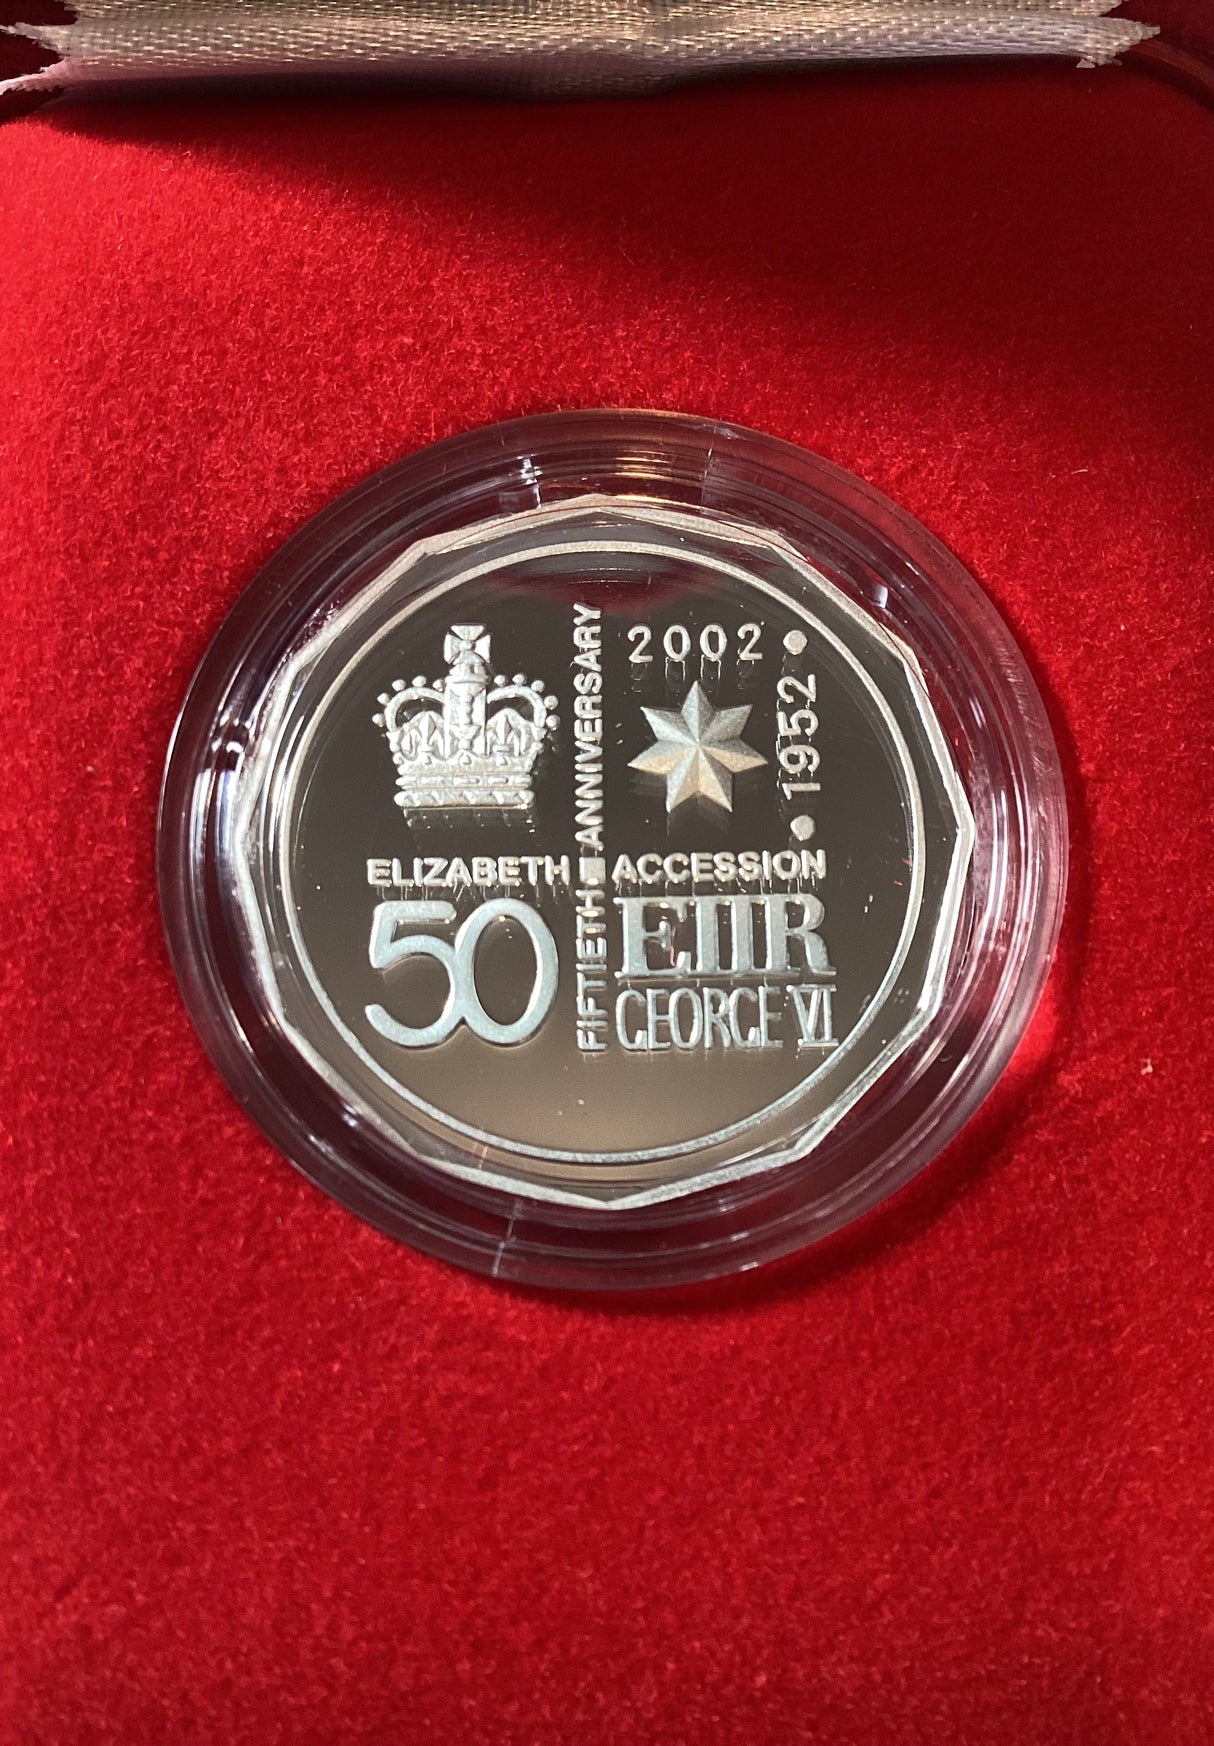 2002
• 1952 •
FIFTIETH ANNIVERSARY
ELIZABETH ACCESSION
50
EIIR
GEORGE VI